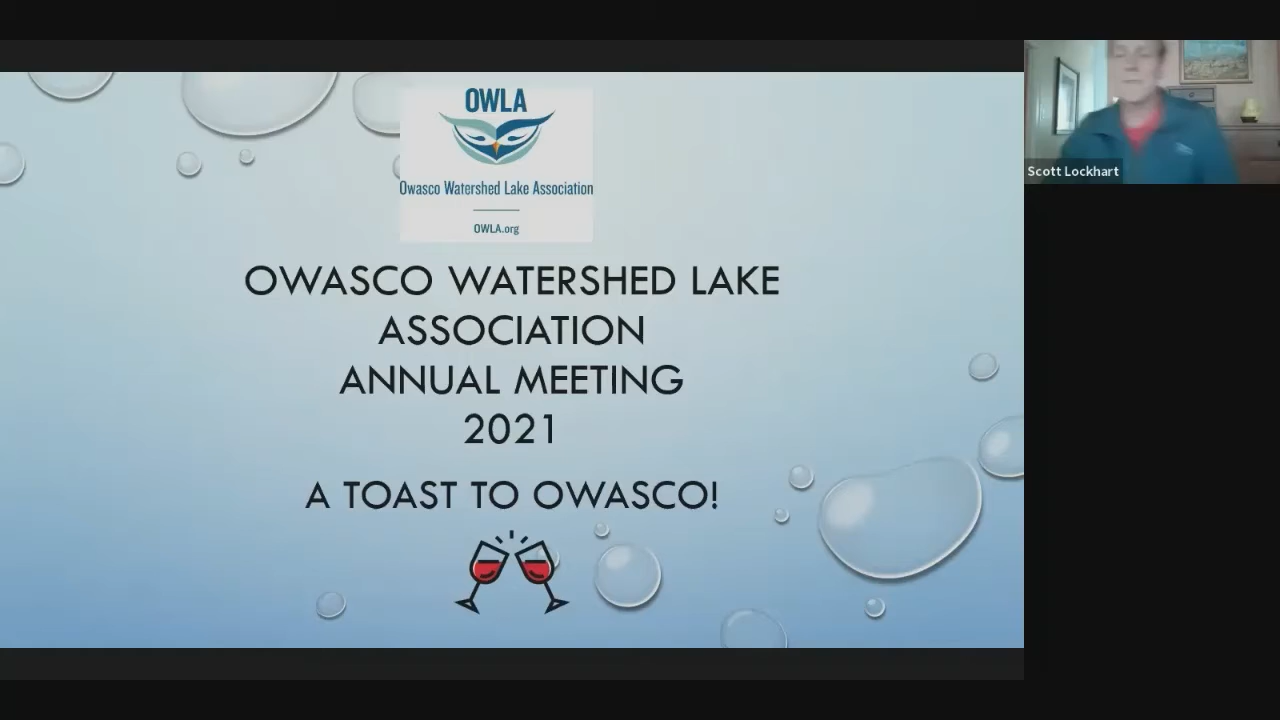 OWLA
Owasco Watershed Lake Association
OWLA.org
OWASCO WATERSHED LAKE
ASSOCIATION
ANNUAL MEETING
2021
A TOAST TO OWASCO!
Scott Lockhart